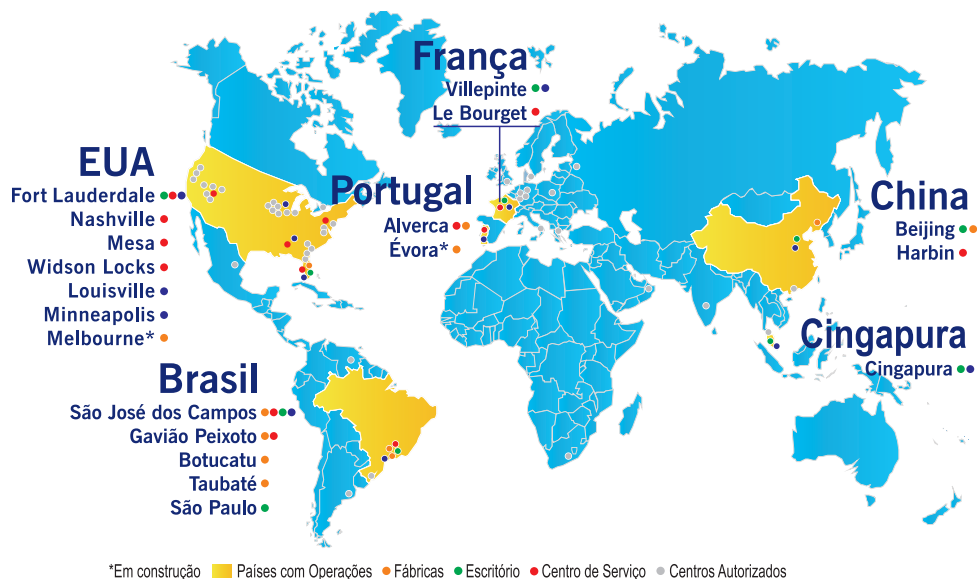 França
Villepinte
Le Bourget
EUA
Fort Lauderdale
Nashville
Mesa
Widson Locks
Louisville
Minneapolis
Melbourne*
Portugal
Alverca
Évora*
China
Beijing
Harbin
Cingapura
Cingapura
Brasil
São José dos Campos
Gavião Peixoto
Botucatu
Taubaté
São Paulo
*Em construção Países com Operações Fábricas Escritório Centro de Serviço Centros Autorizados